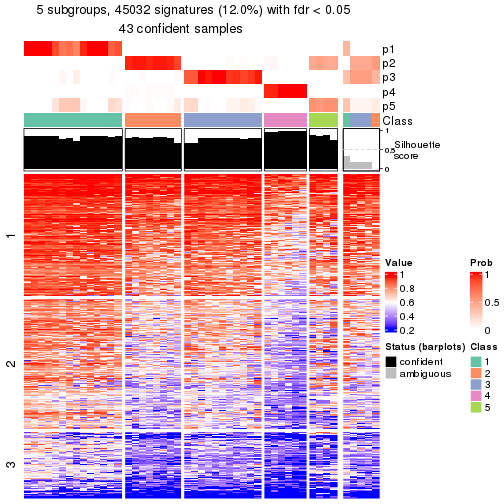 5 subgroups, 45032 signatures (12.0%) with fdr < 0.05
43 confident samples
p1
p2
p3
p4
p5
Class
1
0.5
0
Silhouette
score
1
2
3
Value
1
0.8
0.6
0.4
0.2
Prob
1
0.5
0
Status (barplots)
confident
ambiguous
Class
1
2
3
4
5